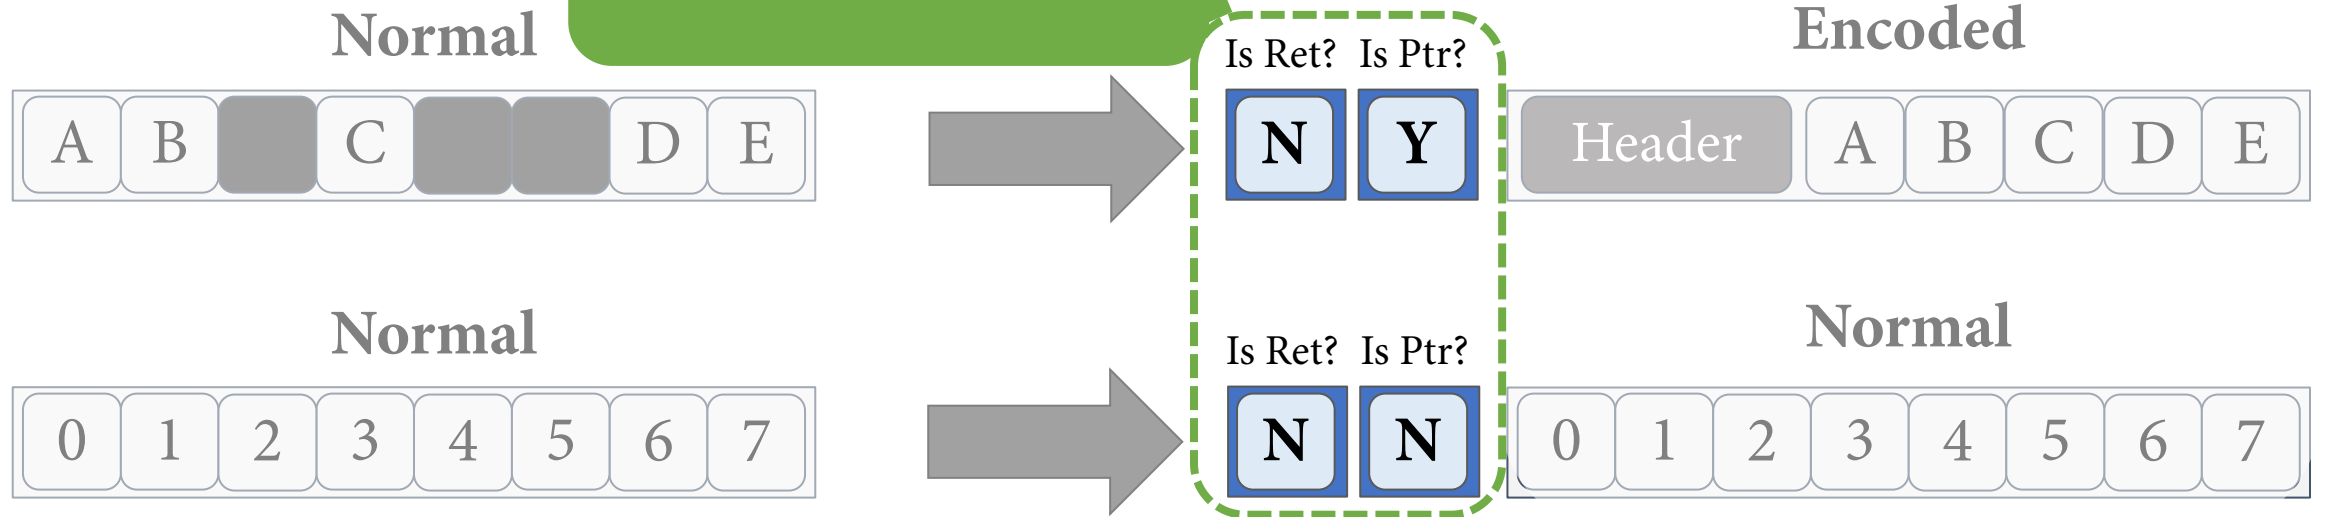 Normal
Is Ret? Is Ptr?
Encoded
A B C D E
N Y
Header A B C D E
Normal
Is Ret? Is Ptr?
Normal
0 1 2 3 4 5 6 7
N N
0 1 2 3 4 5 6 7